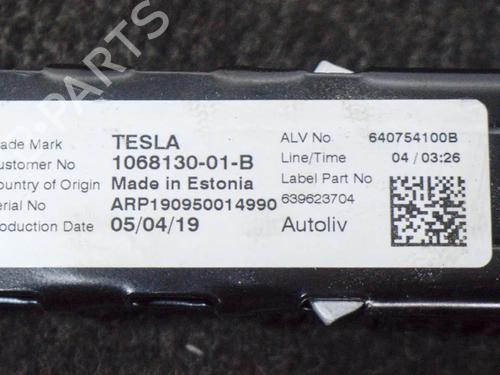 PARTS
ade Mark TESLA ALV No 640754100B
ustomer No 1068130-01-B Line/Time 04 / 03:26
ountry of Origin Made in Estonia Label Part No
erial No ARP190950014990 639623704
roduction Date 05/04/19 Autoliv